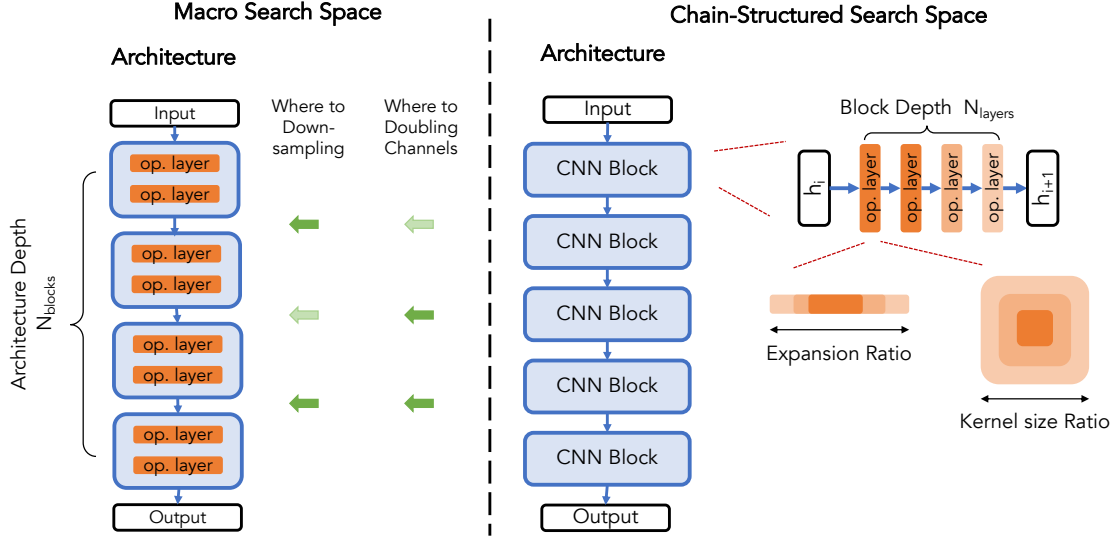 Macro Search Space
Architecture
Input
op. layer
op. layer
op. layer
op. layer
op. layer
op. layer
op. layer
op. layer
Output
Architecture Depth
N_blocks
Where to
Down-
sampling
Where to
Doubling
Channels
Chain-Structured Search Space
Architecture
Input
CNN Block
CNN Block
CNN Block
CNN Block
CNN Block
Output
Block Depth N_layers
h_i
op. layer
op. layer
op. layer
op. layer
h_i+1
Expansion Ratio
Kernel size Ratio